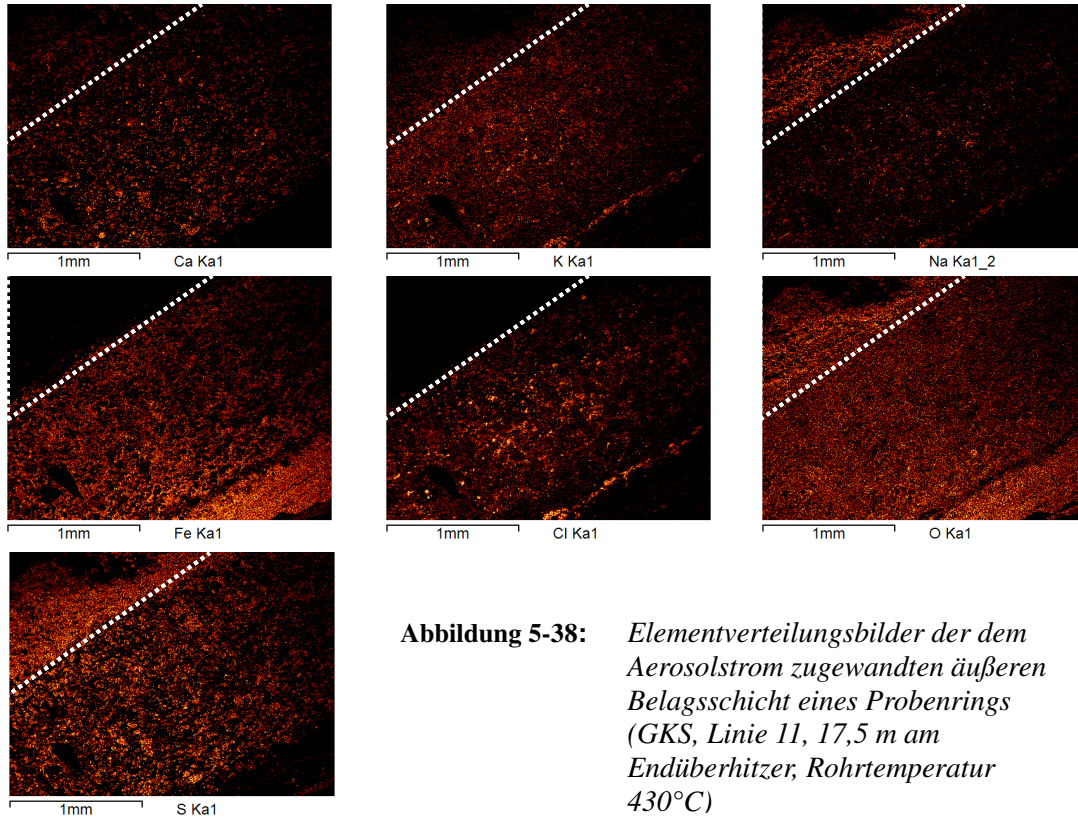 1mm Ca Ka1
1mm K Ka1
1mm Na Ka1_2
1mm Fe Ka1
1mm Cl Ka1
1mm O Ka1
1mm S Ka1
Abbildung 5-38: Elementverteilungsbilder der dem
Aerosolstrom zugewandten äußeren
Belagsschicht eines Probenrings
(GKS, Linie 11, 17,5 m am
Endüberhitzer, Rohrtemperatur
430°C)